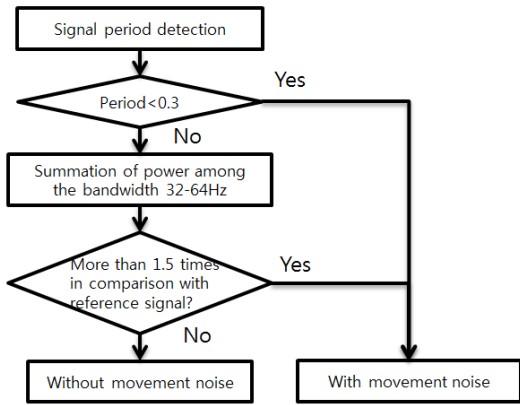 Signal period detection
Period<0.3
Yes
No
Summation of power among
the bandwidth 32-64Hz
More than 1.5 times
in comparison with
reference signal?
Yes
No
Without movement noise
With movement noise